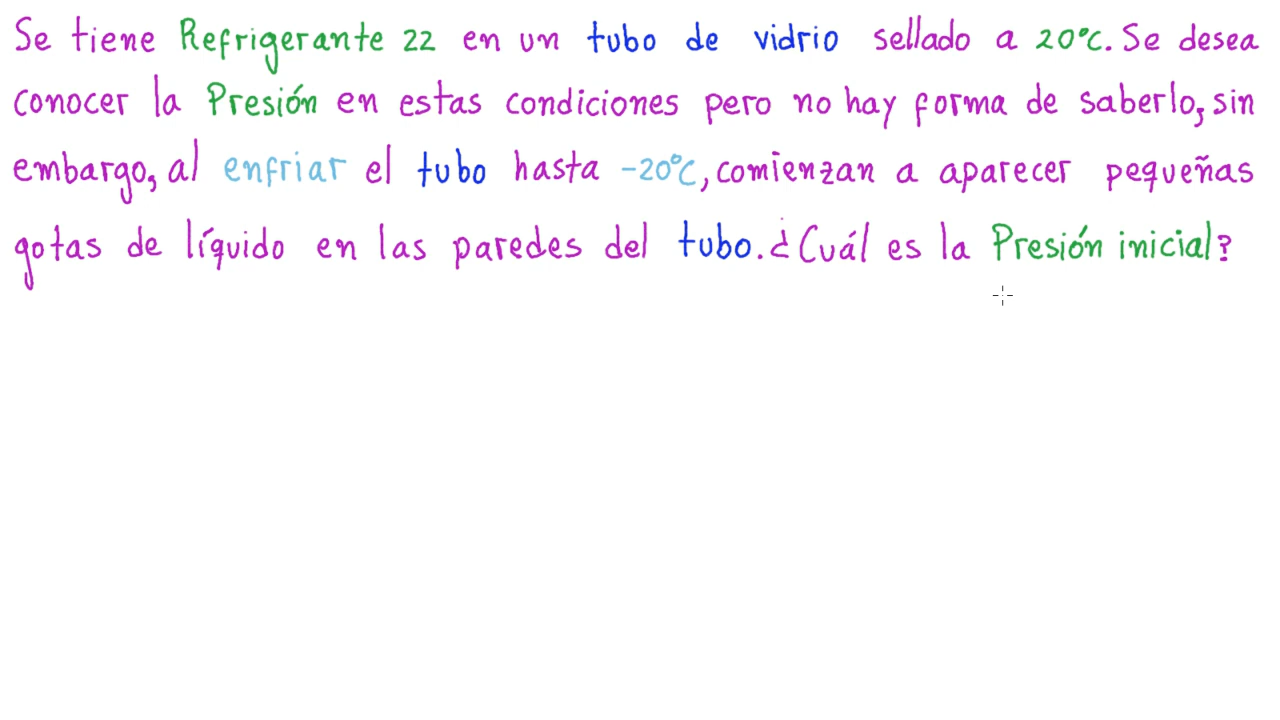 Se tiene Refrigerante 22 en un tubo de vidrio sellado a 20°C. Se desea
conocer la Presión en estas condiciones pero no hay forma de saberlo, sin
embargo, al enfriar el tubo hasta -20°C, comienzan a aparecer pequeñas
gotas de líquido en las paredes del tubo. ¿Cuál es la Presión inicial?